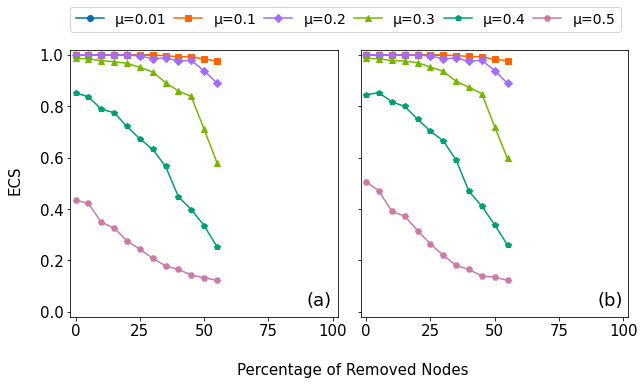 μ=0.01 μ=0.1 μ=0.2 μ=0.3 μ=0.4 μ=0.5
ECS
1.0
0.8
0.6
0.4
0.2
0.0
(a) (b)
0 25 50 75 100 0 25 50 75 100
Percentage of Removed Nodes